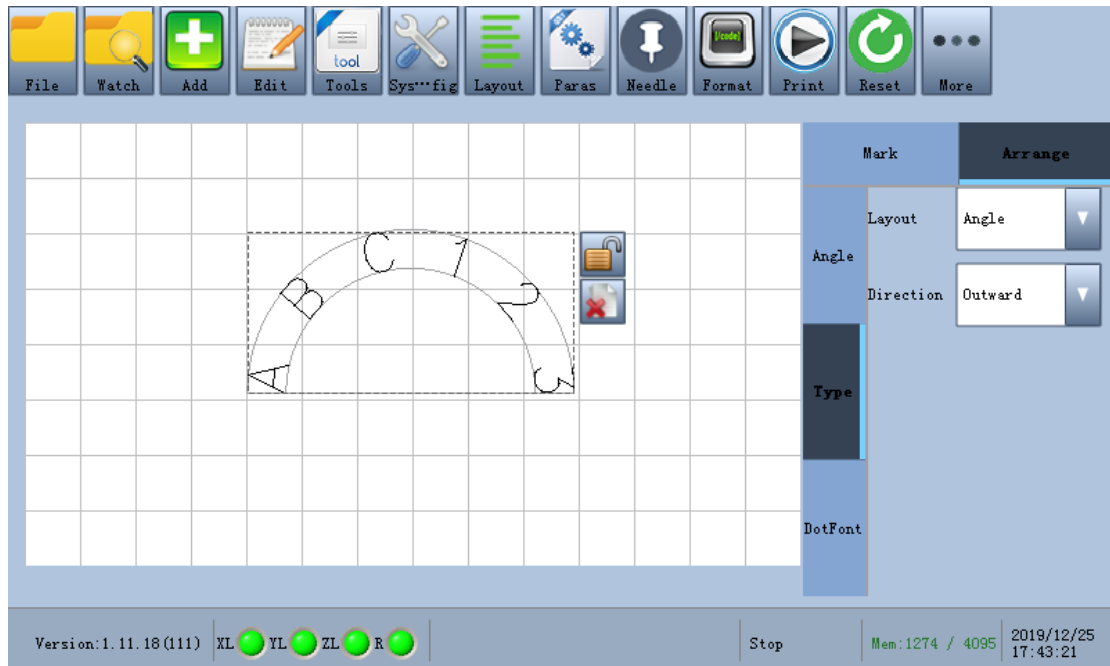 File Watch Add Edit Tools Sys···fig Layout Paras Needle Format Print Reset More
tool
[/code]
Mark Arrange
Layout Angle
Angle
Direction Outward
Type
DotFont
ABC123
Version:1.11.18(111) XL YL ZL R Stop Mem:1274 / 4095 2019/12/25
17:43:21